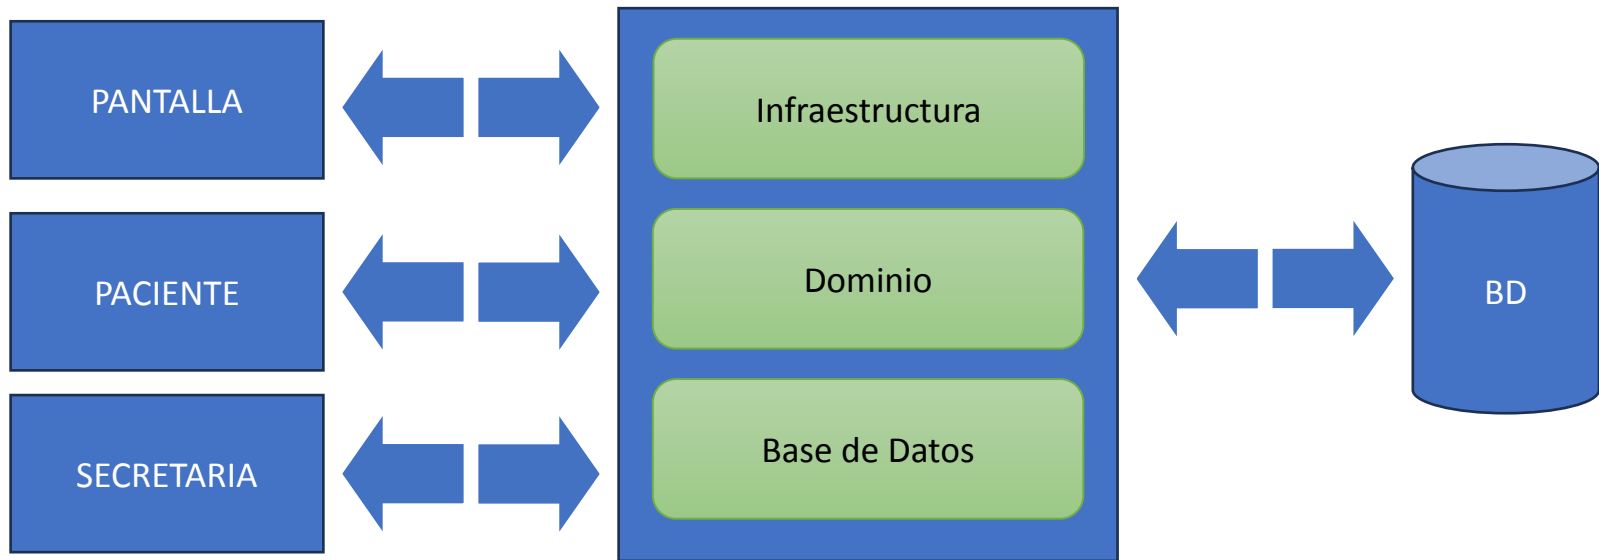 PANTALLA
PACIENTE
SECRETARIA
Infraestructura
Dominio
Base de Datos
BD